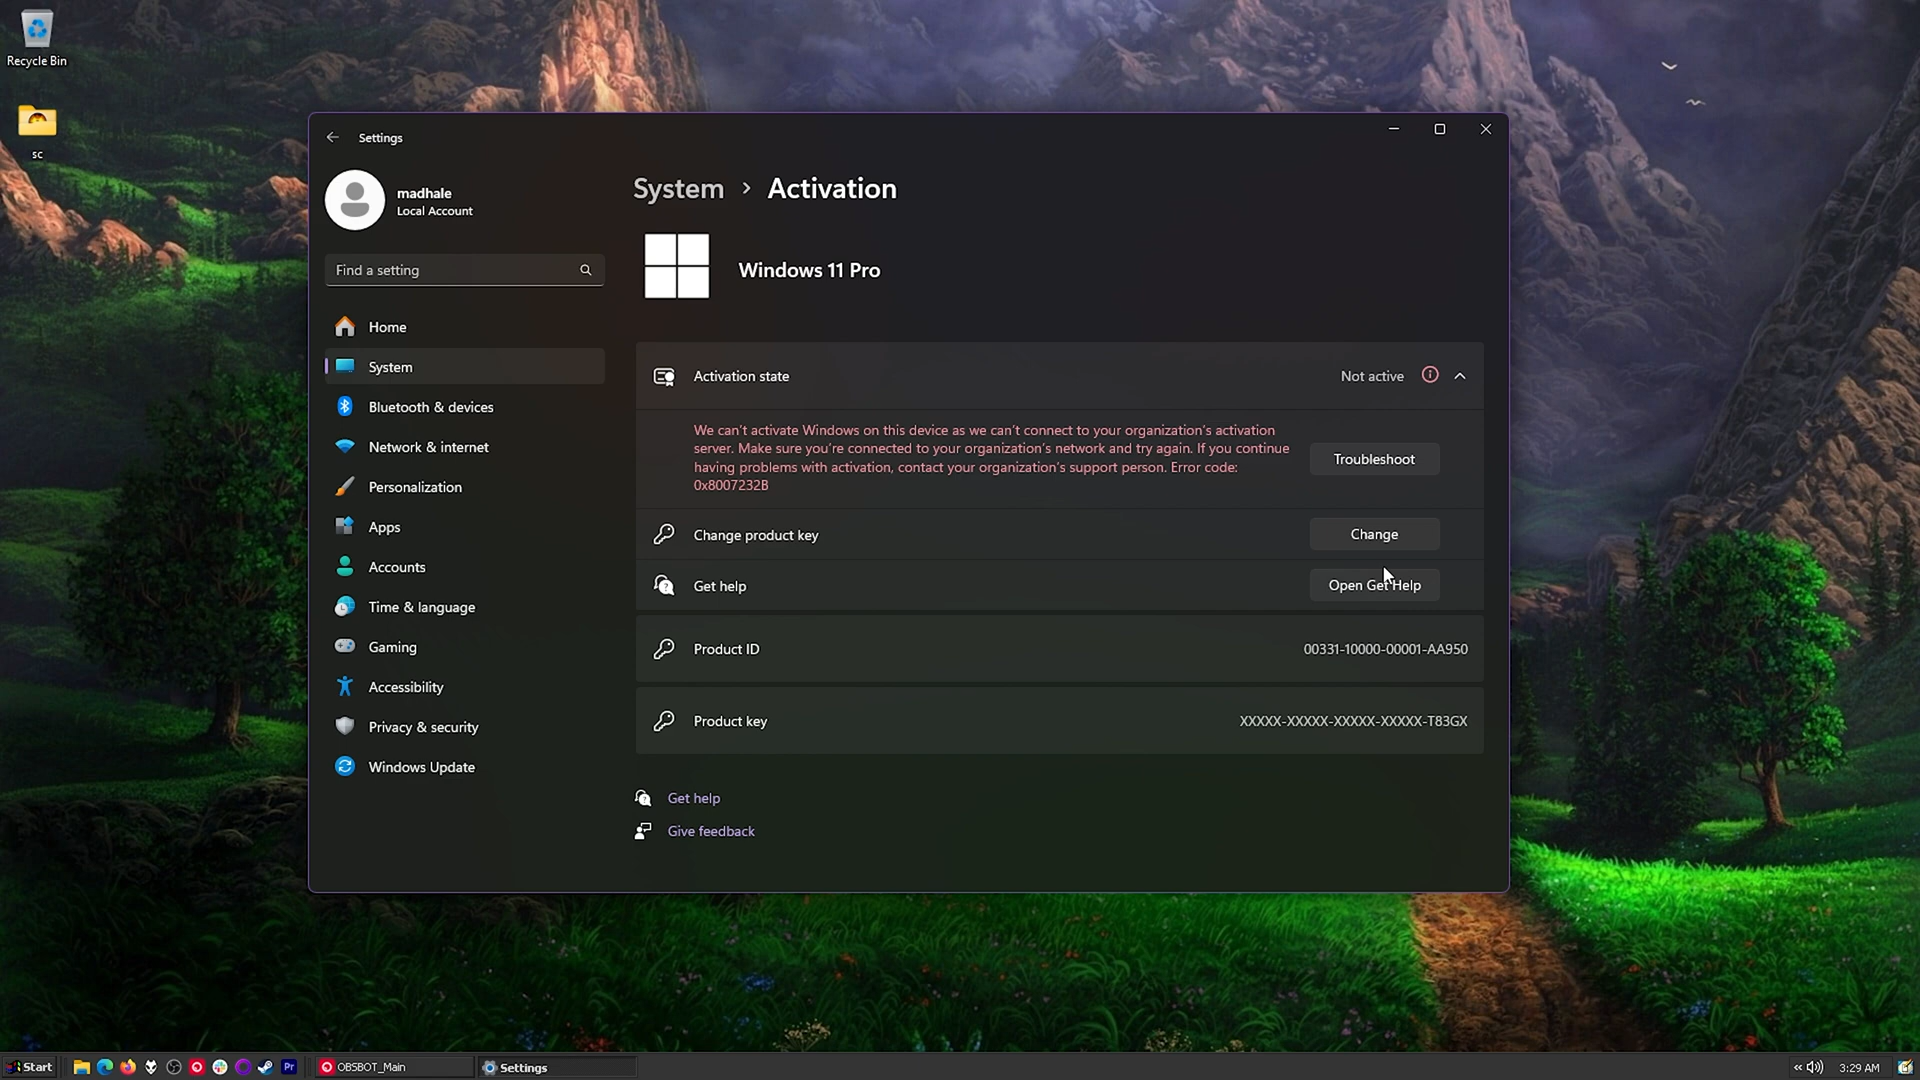 Recycle Bin
sc
Settings
madhale
Local Account
Find a setting
Home
System
Bluetooth & devices
Network & internet
Personalization
Apps
Accounts
Time & language
Gaming
Accessibility
Privacy & security
Windows Update
System > Activation
Windows 11 Pro
Activation state
Not active
We can't activate Windows on this device as we can't connect to your organization's activation
server. Make sure you're connected to your organization's network and try again. If you continue
having problems with activation, contact your organization's support person. Error code:
0x8007232B
Troubleshoot
Change product key
Change
Get help
Open Get Help
Product ID
00331-10000-00001-AA950
Product key
XXXXX-XXXXX-XXXXX-XXXXX-T83GX
Get help
Give feedback
Start
Pr
OBSBOT_Main
Settings
3:29 AM